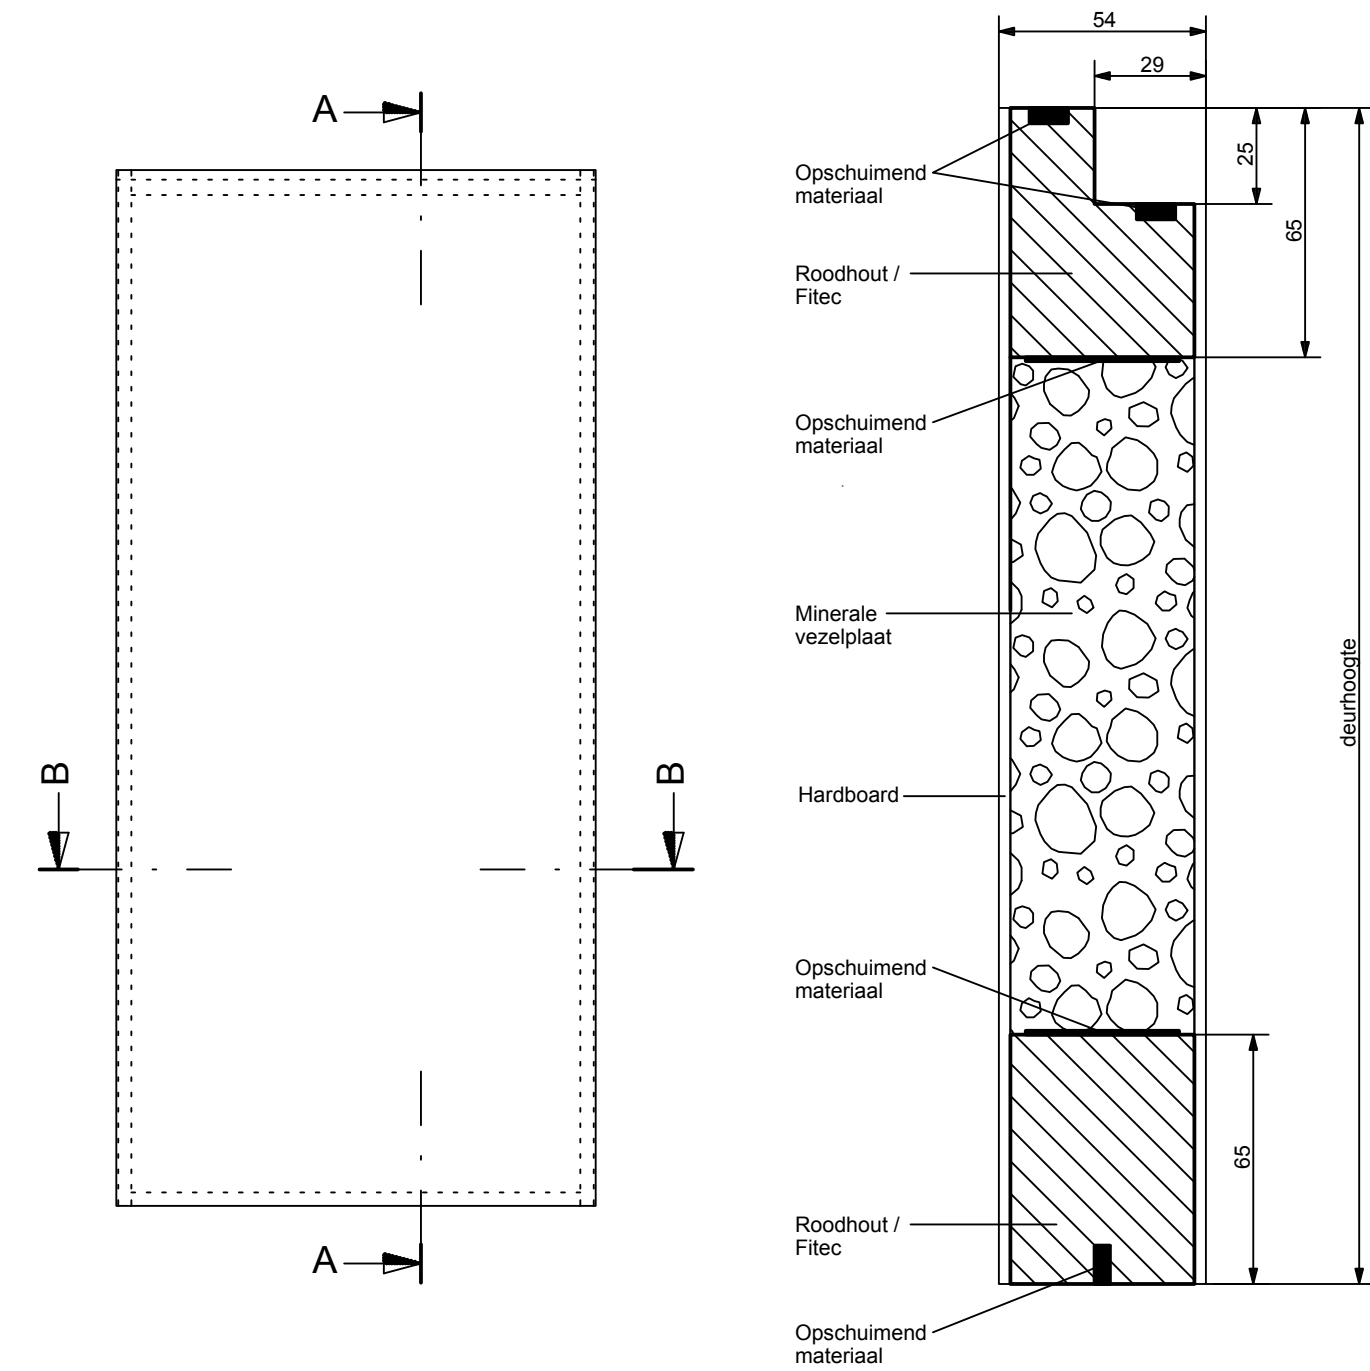 54
29
A
25
65
Opschuimend
materiaal
Roodhout /
Fitec
Opschuimend
materiaal
Minerale
vezelplaat
deurhoogte
B
B
Hardboard
Opschuimend
materiaal
65
Roodhout /
Fitec
A
Opschuimend
materiaal